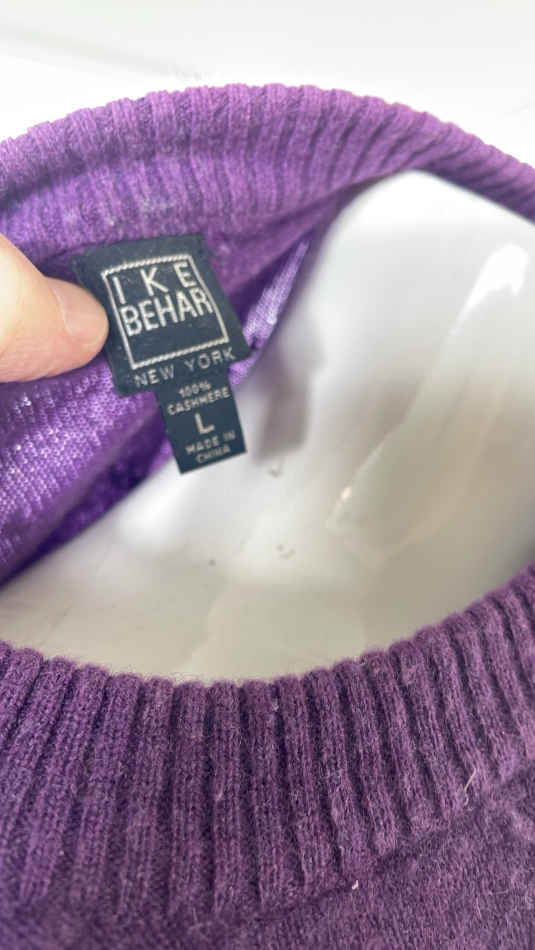 IKE
BEHAR
NEW YORK
100%
CASHMERE
L
MADE IN
CHINA